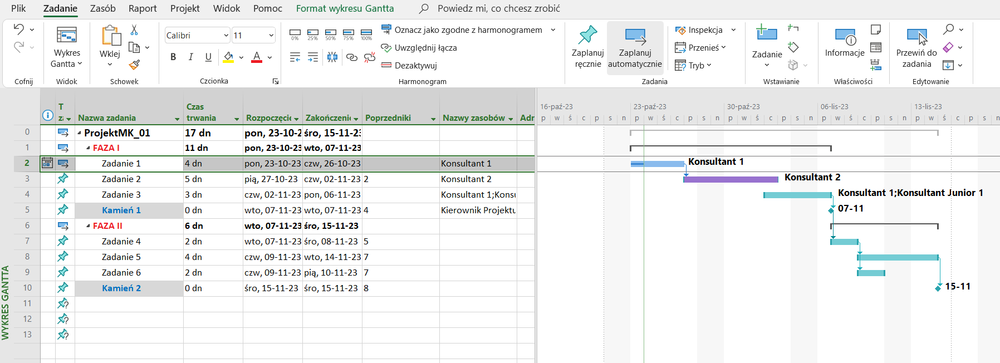 Plik Zadanie Zasób Raport Projekt Widok Pomoc Format wykresu Gantta Powiedz mi, co chcesz zrobić
Cofnij
Wykres
Gantta
Widok
Wklej
Schowek
Calibri 11
B I U A
Czcionka
0% 25% 50% 75% 100%
Oznacz jako zgodne z harmonogramem
Uwzględnij łącza
Dezaktywuj
Harmonogram
Zaplanuj
ręcznie
Zaplanuj
automatycznie
Inspekcja
Przenieś
Tryb
Zadania
Zadanie
Wstawianie
Informacje
Właściwości
Przewiń do
zadania
Edytowanie
T
z
Nazwa zadania
Czas
trwania
Rozpoczęcie Zakończenie Poprzedniki Nazwy zasobów Adr
16-paź-23 23-paź-23 30-paź-23 06-lis-23 13-lis-23
p w ś c p s n p w ś c p s n p w ś c p s n p w ś c p s n p w ś c p s n
0 ProjektMK_01 17 dn pon, 23-10-2 śro, 15-11-23
1 FAZA I 11 dn pon, 23-10-23 wto, 07-11-23
2 Zadanie 1 4 dn pon, 23-10-23 czw, 26-10-23 Konsultant 1
3 Zadanie 2 5 dn pią, 27-10-23 czw, 02-11-23 2 Konsultant 2
4 Zadanie 3 3 dn czw, 02-11-23 pon, 06-11-23 Konsultant 1;Konsu
5 Kamień 1 0 dn wto, 07-11-23 wto, 07-11-23 4 Kierownik Projektu
6 FAZA II 6 dn wto, 07-11-23 śro, 15-11-23
7 Zadanie 4 2 dn wto, 07-11-23 śro, 08-11-23 5
8 Zadanie 5 4 dn czw, 09-11-23 wto, 14-11-23 7
9 Zadanie 6 2 dn czw, 09-11-23 pią, 10-11-23 7
10 Kamień 2 0 dn śro, 15-11-23 śro, 15-11-23 8
11 ?
12 ?
13 ?
Konsultant 1
Konsultant 2
Konsultant 1;Konsultant Junior 1
07-11
15-11
WYKRES GANTTA